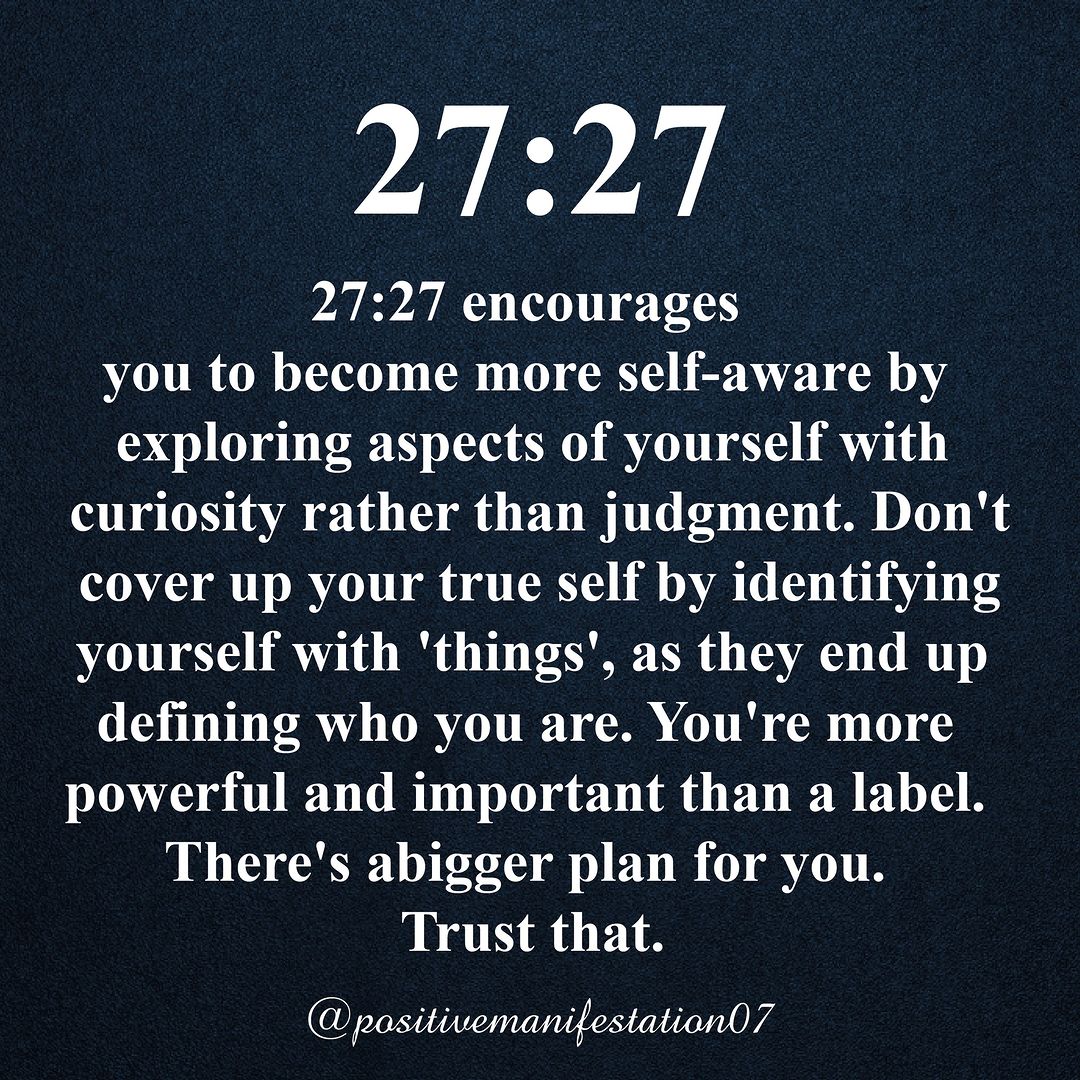 27:27
27:27 encourages
you to become more self-aware by
exploring aspects of yourself with
curiosity rather than judgment. Don't
cover up your true self by identifying
yourself with 'things', as they end up
defining who you are. You're more
powerful and important than a label.
There's abigger plan for you.
Trust that.
@positivemanifestation07